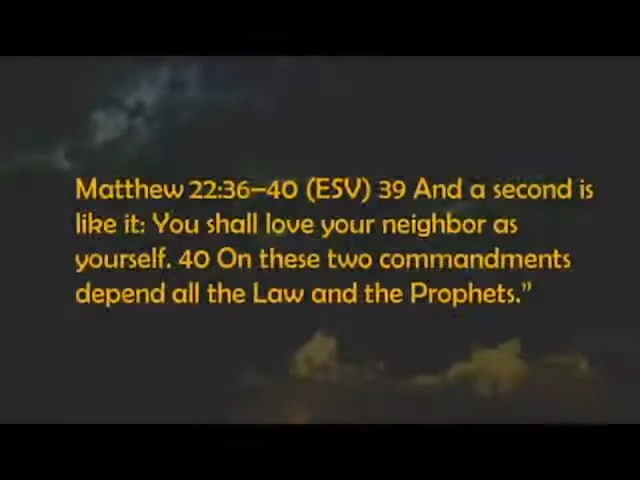 Matthew 22:36–40 (ESV) 39 And a second is
like it: You shall love your neighbor as
yourself. 40 On these two commandments
depend all the Law and the Prophets.”